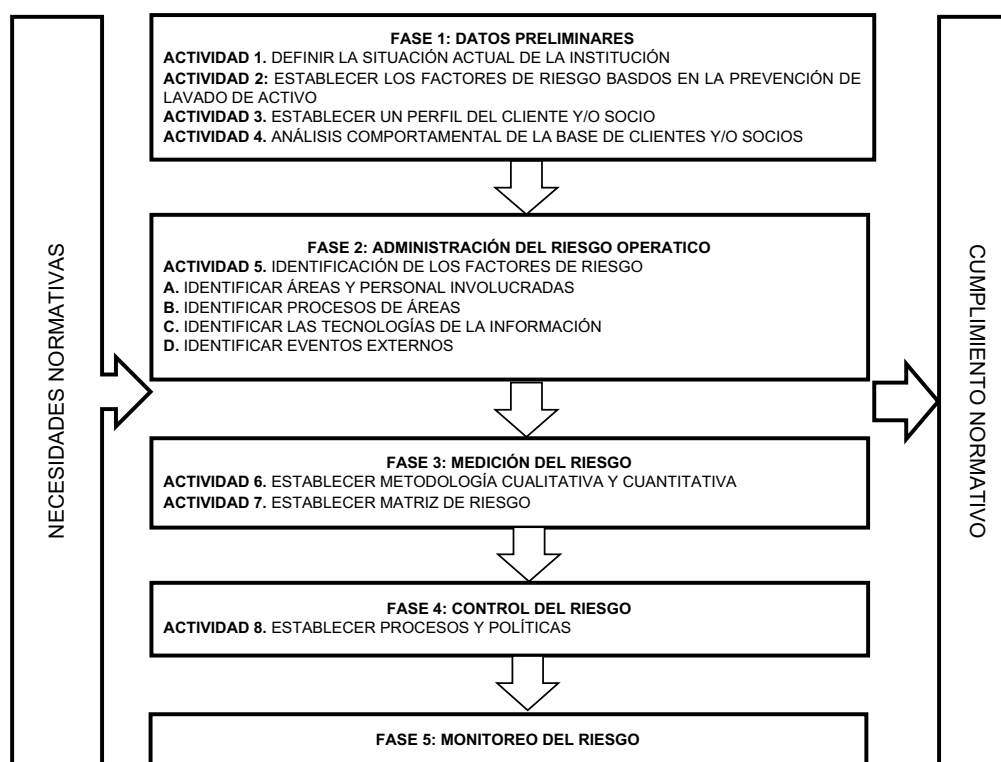 NECESIDADES NORMATIVAS
FASE 1: DATOS PRELIMINARES
ACTIVIDAD 1. DEFINIR LA SITUACIÓN ACTUAL DE LA INSTITUCIÓN
ACTIVIDAD 2: ESTABLECER LOS FACTORES DE RIESGO BASDOS EN LA PREVENCIÓN DE
LAVADO DE ACTIVO
ACTIVIDAD 3. ESTABLECER UN PERFIL DEL CLIENTE Y/O SOCIO
ACTIVIDAD 4. ANÁLISIS COMPORTAMENTAL DE LA BASE DE CLIENTES Y/O SOCIOS
FASE 2: ADMINISTRACIÓN DEL RIESGO OPERATICO
ACTIVIDAD 5. IDENTIFICACIÓN DE LOS FACTORES DE RIESGO
A. IDENTIFICAR ÁREAS Y PERSONAL INVOLUCRADAS
B. IDENTIFICAR PROCESOS DE ÁREAS
C. IDENTIFICAR LAS TECNOLOGÍAS DE LA INFORMACIÓN
D. IDENTIFICAR EVENTOS EXTERNOS
FASE 3: MEDICIÓN DEL RIESGO
ACTIVIDAD 6. ESTABLECER METODOLOGÍA CUALITATIVA Y CUANTITATIVA
ACTIVIDAD 7. ESTABLECER MATRIZ DE RIESGO
FASE 4: CONTROL DEL RIESGO
ACTIVIDAD 8. ESTABLECER PROCESOS Y POLÍTICAS
FASE 5: MONITOREO DEL RIESGO
CUMPLIMIENTO NORMATIVO